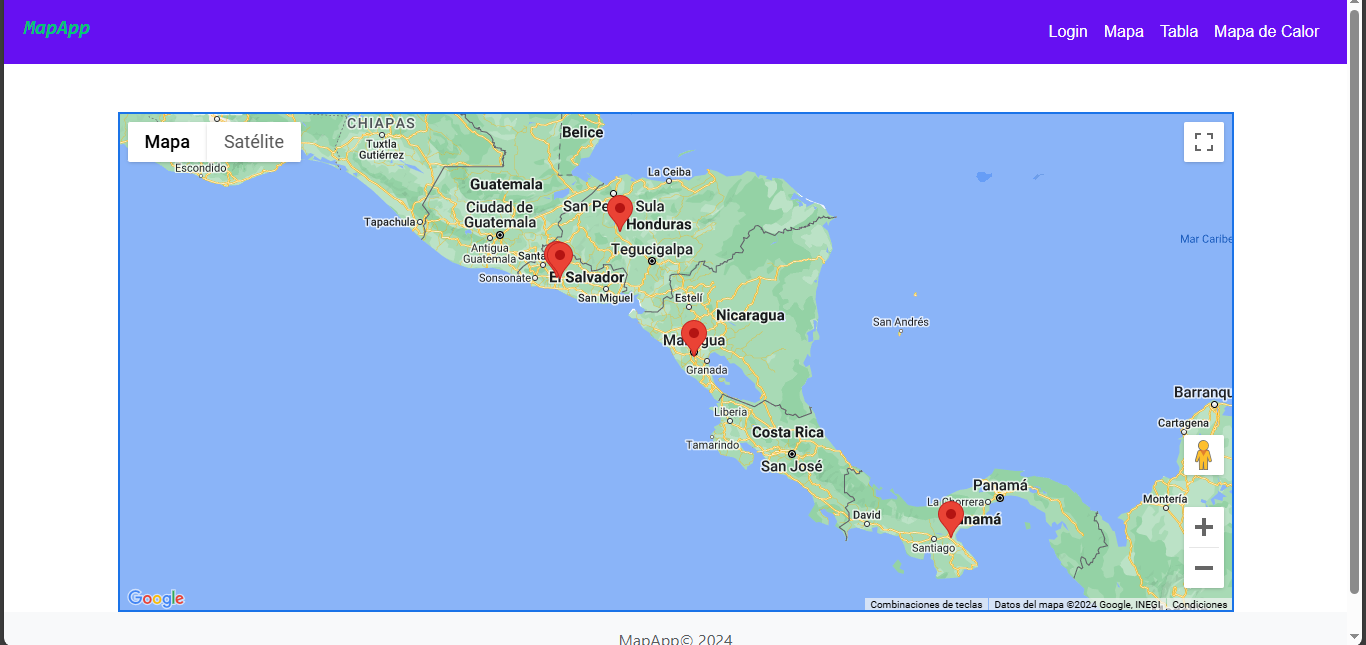 MapApp
Login Mapa Tabla Mapa de Calor
Mapa Satélite
CHIAPAS
Tuxtla
Gutiérrez
Escondido
Belice
La Ceiba
Guatemala
Ciudad de
Guatemala
San Pe Sula
Honduras
Tapachula
Tegucigalpa
Antigua
Guatemala
Santa
Sonsonate
El Salvador
San Miguel
Estelí
Nicaragua
Mar Caribe
San Andrés
Managua
Granada
Liberia
Costa Rica
Tamarindo
San José
Barranqu
Cartagena
Montería
Panamá
La Chorrera
namá
David
Santiago
Google
Combinaciones de teclas
Datos del mapa ©2024 Google, INEGI
Condiciones
MapApp© 2024